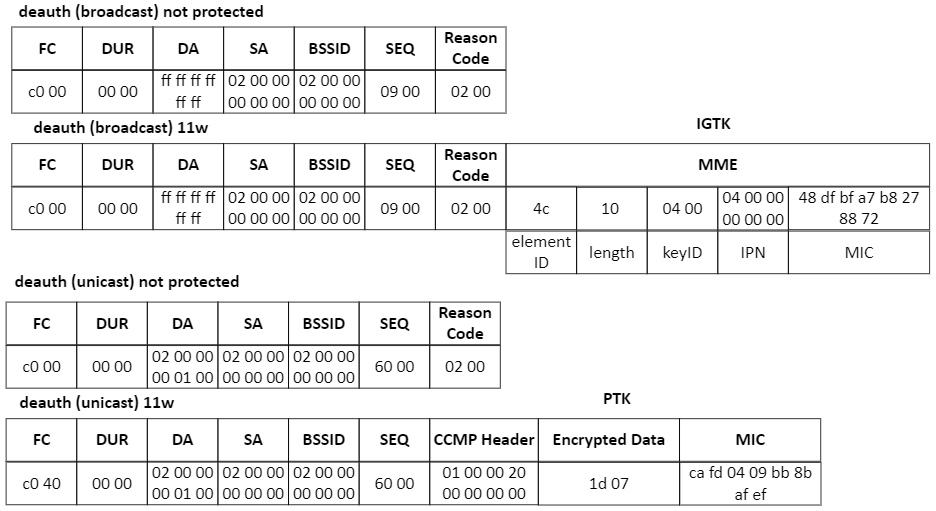 deauth (broadcast) not protected
FC DUR DA SA BSSID SEQ Reason
Code
c0 00 00 00 ff ff ff ff 02 00 00 02 00 00 09 00 02 00
ff ff 00 00 00 00 00 00
deauth (broadcast) 11w IGTK
FC DUR DA SA BSSID SEQ Reason MME
Code
c0 00 00 00 ff ff ff ff 02 00 00 02 00 00 09 00 02 00 4c 10 04 00 04 00 00 48 df bf a7 b8 27
ff ff 00 00 00 00 00 00 00 00 00 88 72
element length keyID IPN MIC
ID
deauth (unicast) not protected
FC DUR DA SA BSSID SEQ Reason
Code
c0 00 00 00 02 00 00 02 00 00 02 00 00 60 00 02 00
00 01 00 00 00 00 00 00 00
deauth (unicast) 11w PTK
FC DUR DA SA BSSID SEQ CCMP Header Encrypted Data MIC
c0 40 00 00 02 00 00 02 00 00 02 00 00 60 00 01 00 00 20 1d 07 ca fd 04 09 bb 8b
00 01 00 00 00 00 00 00 00 00 00 00 00 af ef